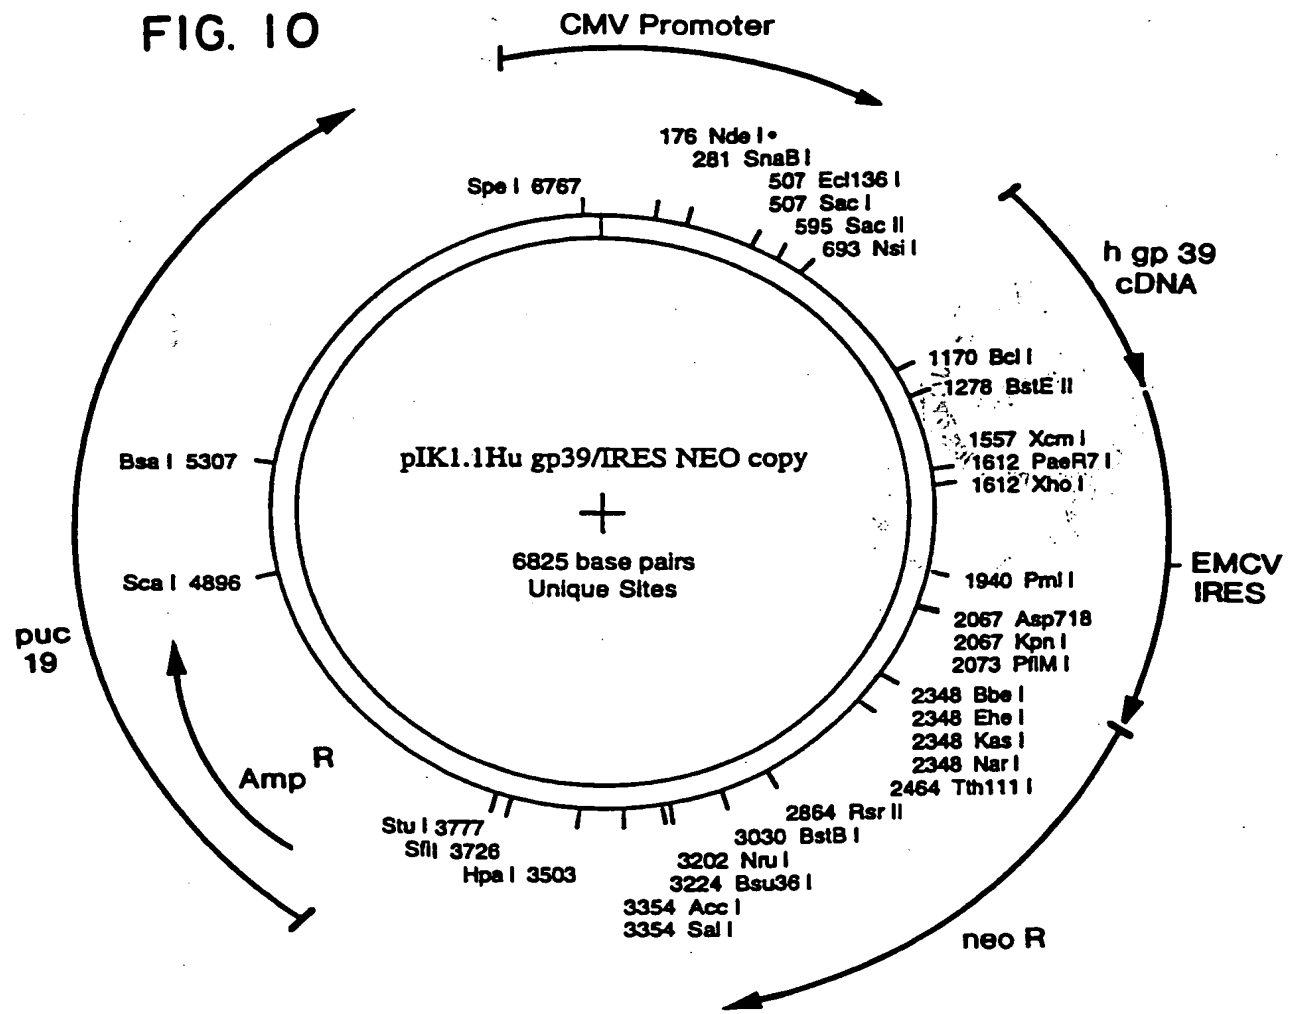 FIG. 10
CMV Promoter
176 Nde I•
281 SnaB I
507 Ecl136 I
507 Sac I
595 Sac II
693 Nsi I
Spe I 6767
h gp 39
cDNA
1170 Bcl I
1278 BstE II
1557 Xcm I
1612 PaeR7 I
1612 Xho I
pIK1.1Hu gp39/IRES NEO copy
6825 base pairs
Unique Sites
Bsa I 5307
Sca I 4896
EMCV
IRES
1940 Pml I
2067 Asp718
2067 Kpn I
2073 PflM I
2348 Bbe I
2348 Ehe I
2348 Kas I
2348 Nar I
2464 Tth111 I
2864 Rsr II
3030 BstB I
3202 Nru I
3224 Bsu36 I
3354 Acc I
3354 Sal I
puc
19
Amp R
Stu I 3777
SfiI 3726
Hpa I 3503
neo R